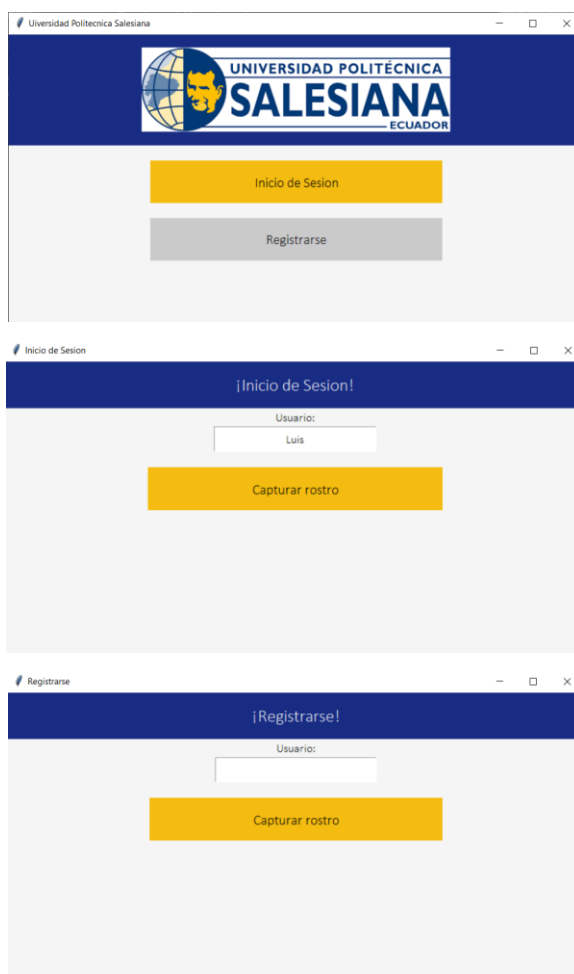 Uiversidad Politecnica Salesiana
UNIVERSIDAD POLITÉCNICA
SALESIANA
ECUADOR
Inicio de Sesion
Registrarse
Inicio de Sesion
¡Inicio de Sesion!
Usuario:
Luis
Capturar rostro
Registrarse
¡Registrarse!
Usuario:
Capturar rostro